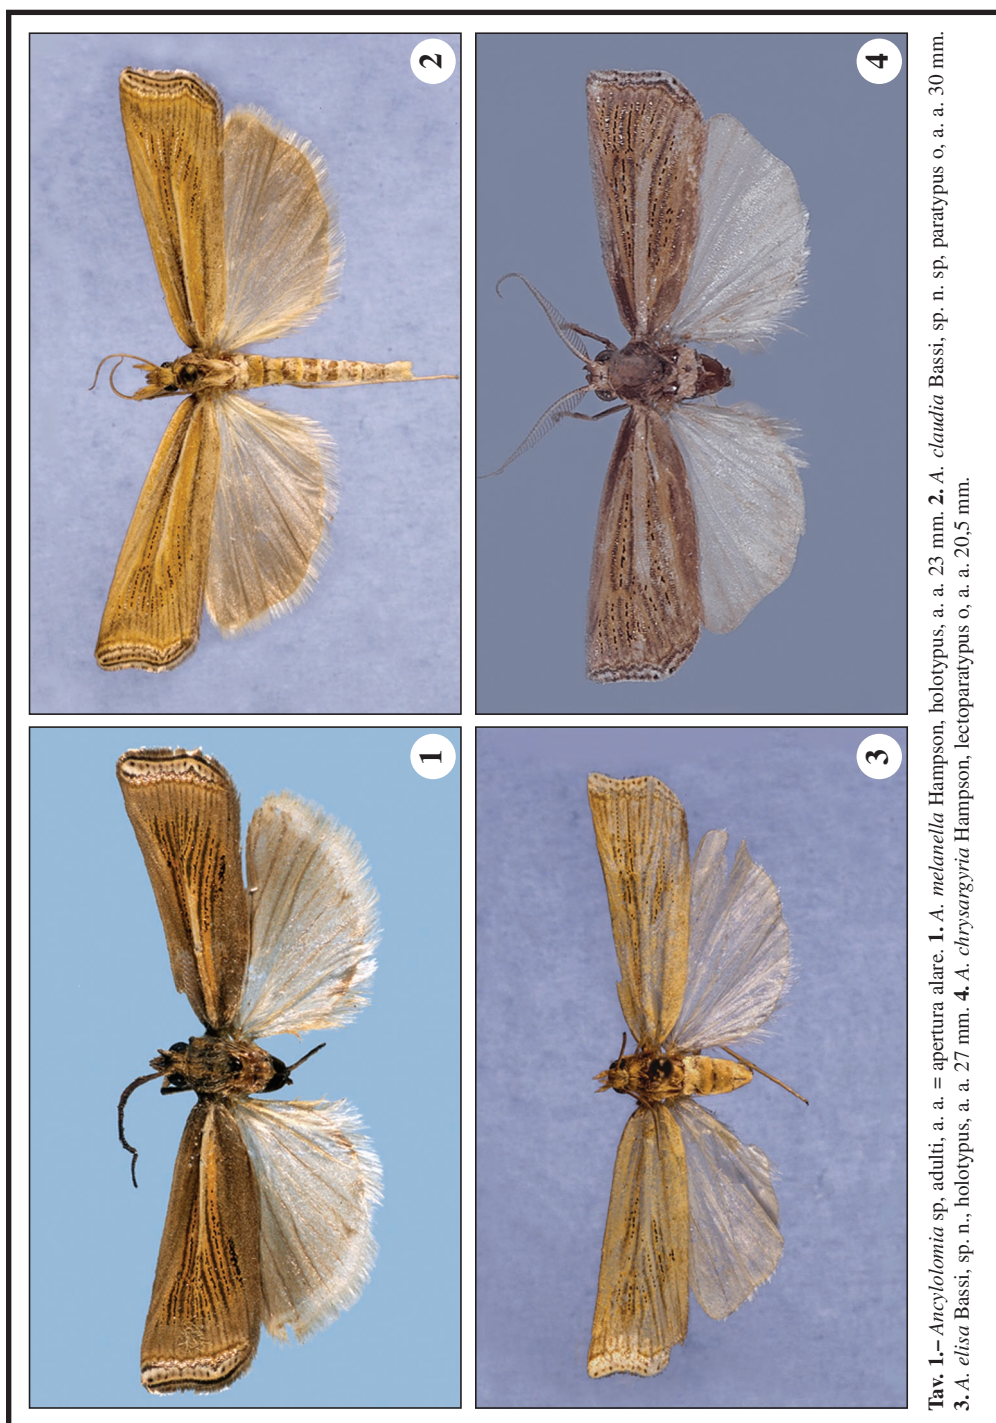 1
2
3
4
Tav. 1.– Ancylolomia sp, adulti, a. a. = apertura alare. 1. A. melanella Hampson, holotypus, a. a. 23 mm. 2. A. claudia Bassi, sp. n. sp, paratypus o, a. a. 30 mm.
3. A. elisa Bassi, sp. n., holotypus, a. a. 27 mm. 4. A. chrysargyria Hampson, lectoparatypus o, a. a. 20,5 mm.